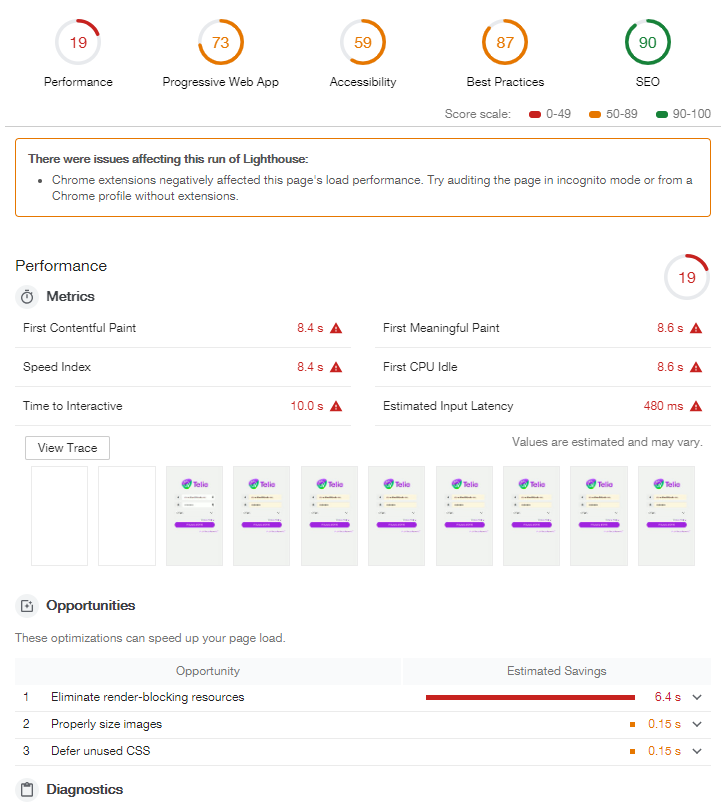 19 73 59 87 90
Performance Progressive Web App Accessibility Best Practices SEO
Score scale: 0-49 50-89 90-100
There were issues affecting this run of Lighthouse:
• Chrome extensions negatively affected this page's load performance. Try auditing the page in incognito mode or from a
Chrome profile without extensions.
Performance 19
Metrics
First Contentful Paint 8.4 s First Meaningful Paint 8.6 s
Speed Index 8.4 s First CPU Idle 8.6 s
Time to Interactive 10.0 s Estimated Input Latency 480 ms
View Trace Values are estimated and may vary.
Telia Telia Telia Telia Telia Telia Telia Telia
Opportunities
These optimizations can speed up your page load.
Opportunity Estimated Savings
1 Eliminate render-blocking resources 6.4 s
2 Properly size images 0.15 s
3 Defer unused CSS 0.15 s
Diagnostics